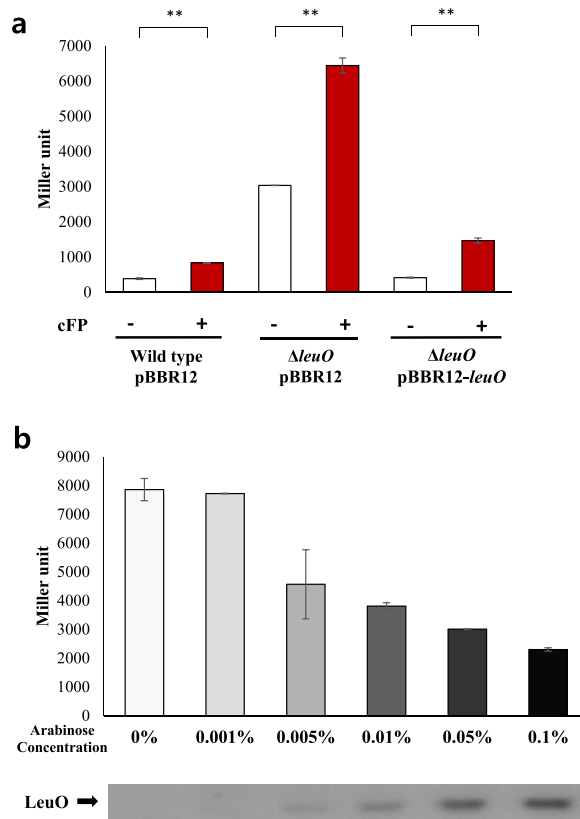 a
** ** **
7000
6000
5000
4000
3000
2000
1000
0
Miller unit
cFP - + - + - +
Wild type ΔleuO ΔleuO
pBBR12 pBBR12 pBBR12-leuO
b
9000
8000
7000
6000
5000
4000
3000
2000
1000
0
Miller unit
Arabinose
Concentration 0% 0.001% 0.005% 0.01% 0.05% 0.1%
LeuO